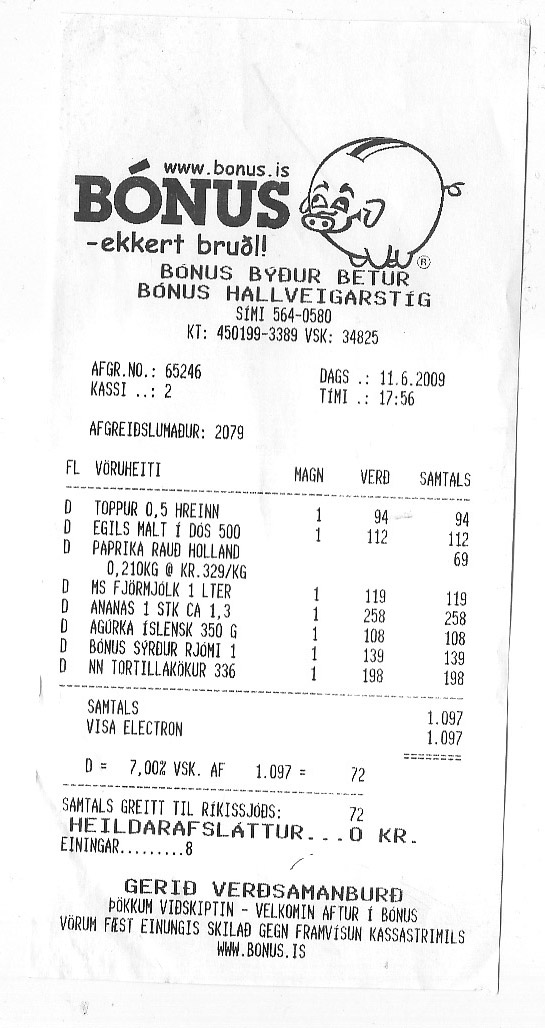 www.bonus.is
BÓNUS
-ekkert bruðl!
®
BÓNUS BÝÐUR BETUR
BÓNUS HALLVEIGARSTÍG
SÍMI 564-0580
KT: 450199-3389 VSK: 34825
AFGR.NO.: 65246 DAGS .: 11.6.2009
KASSI ..: 2 TÍMI .: 17:56
AFGREIÐSLUMAÐUR: 2079
FL VÖRUHEITI MAGN VERÐ SAMTALS
D TOPPUR 0,5 HREINN 1 94 94
D EGILS MALT Í DÓS 500 1 112 112
D PAPRIKA RAUÐ HOLLAND 69
0,210KG @ KR.329/KG
D MS FJÖRMJÓLK 1 LTER 1 119 119
D ANANAS 1 STK CA 1,3 1 258 258
D AGÚRKA ÍSLENSK 350 G 1 108 108
D BÓNUS SÝRÐUR RJÓMI 1 1 139 139
D NN TORTILLAKÖKUR 336 1 198 198
SAMTALS 1.097
VISA ELECTRON 1.097
========
D = 7,00% VSK. AF 1.097 = 72
SAMTALS GREITT TIL RÍKISSJÓÐS: 72
HEILDARAFSLÁTTUR...0 KR.
EININGAR.........8
GERIÐ VERÐSAMANBURÐ
ÞÖKKUM VIÐSKIPTIN - VELKOMIN AFTUR Í BÓNUS
VÖRUM FÆST EINUNGIS SKILAÐ GEGN FRAMVÍSUN KASSASTRIMILS
WWW.BONUS.IS